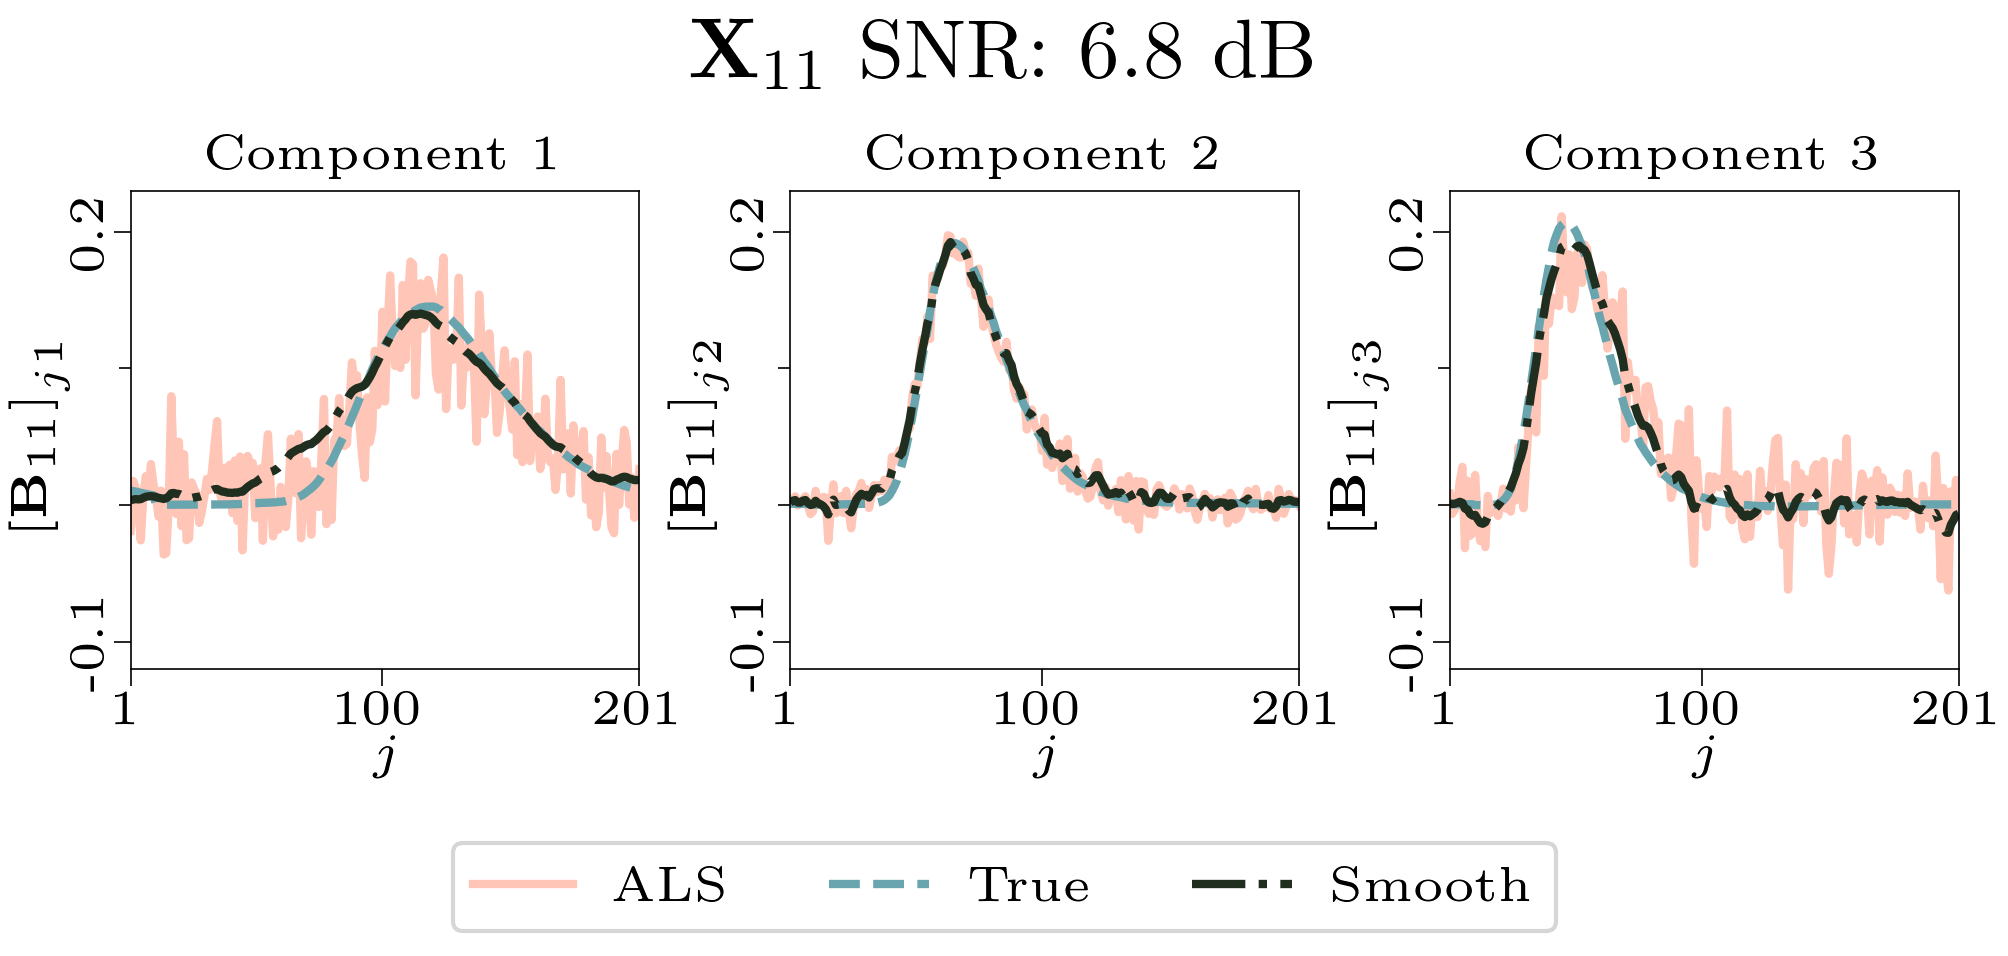 X₁₁ SNR: 6.8 dB
Component 1
Component 2
Component 3
[B₁₁]ⱼ₁
0.2
-0.1
1
100
201
j
[B₁₁]ⱼ₂
0.2
-0.1
1
100
201
j
[B₁₁]ⱼ₃
0.2
-0.1
1
100
201
j
ALS
True
Smooth